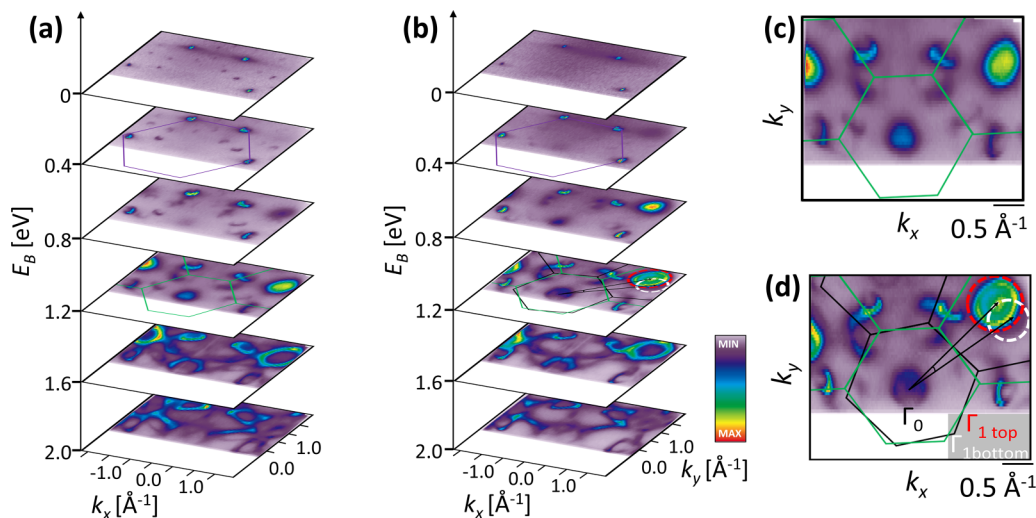 (a)
0
0.4
0.8
1.2
1.6
2.0
E_B [eV]
-1.0
0.0
1.0
k_x [Å⁻¹]
0.0
1.0
(b)
0
0.4
0.8
1.2
1.6
2.0
E_B [eV]
-1.0
0.0
1.0
k_x [Å⁻¹]
0.0
1.0
k_y [Å⁻¹]
MIN
MAX
(c)
k_y
k_x
0.5 Å⁻¹
(d)
k_y
Γ₀
Γ₁ top
Γ₁bottom
k_x
0.5 Å⁻¹